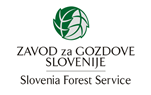 ZAVOD za GOZDOVE
SLOVENIJE
Slovenia Forest Service